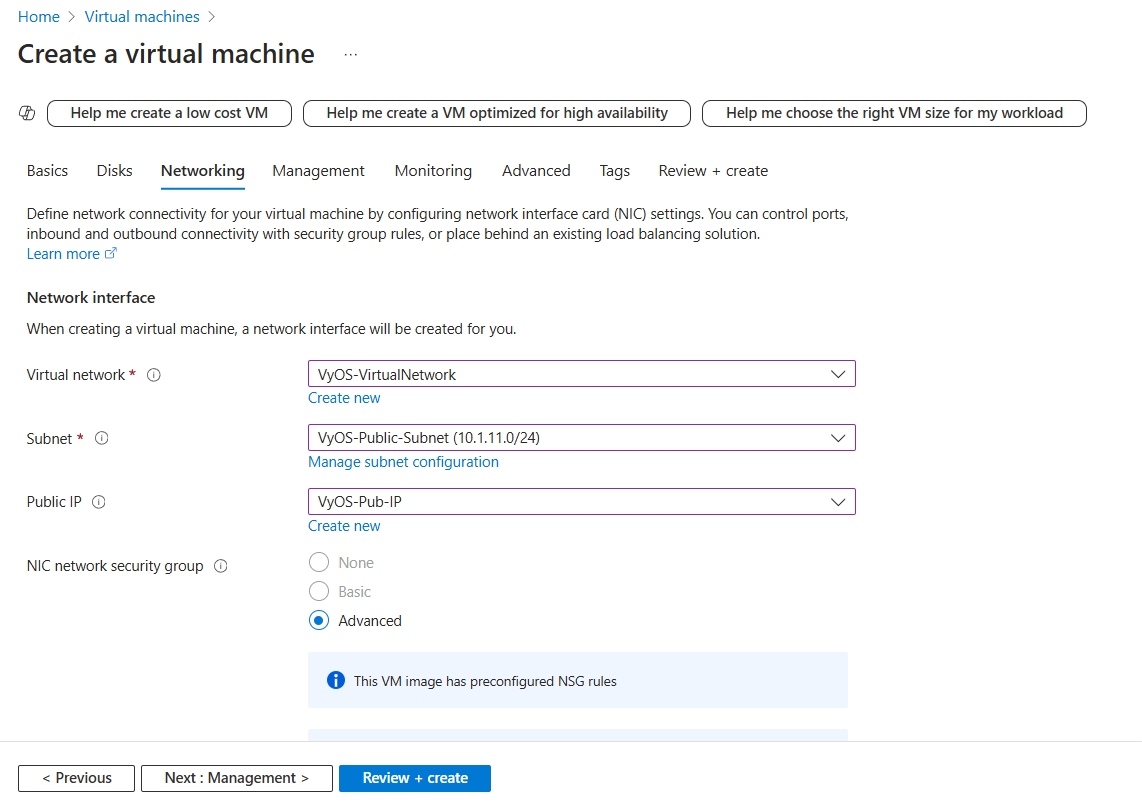 Home > Virtual machines >
Create a virtual machine ...
Help me create a low cost VM Help me create a VM optimized for high availability Help me choose the right VM size for my workload
Basics Disks Networking Management Monitoring Advanced Tags Review + create
Define network connectivity for your virtual machine by configuring network interface card (NIC) settings. You can control ports,
inbound and outbound connectivity with security group rules, or place behind an existing load balancing solution.
Learn more
Network interface
When creating a virtual machine, a network interface will be created for you.
Virtual network * VyOS-VirtualNetwork
Create new
Subnet * VyOS-Public-Subnet (10.1.11.0/24)
Manage subnet configuration
Public IP VyOS-Pub-IP
Create new
NIC network security group None
Basic
Advanced
This VM image has preconfigured NSG rules
< Previous Next : Management > Review + create